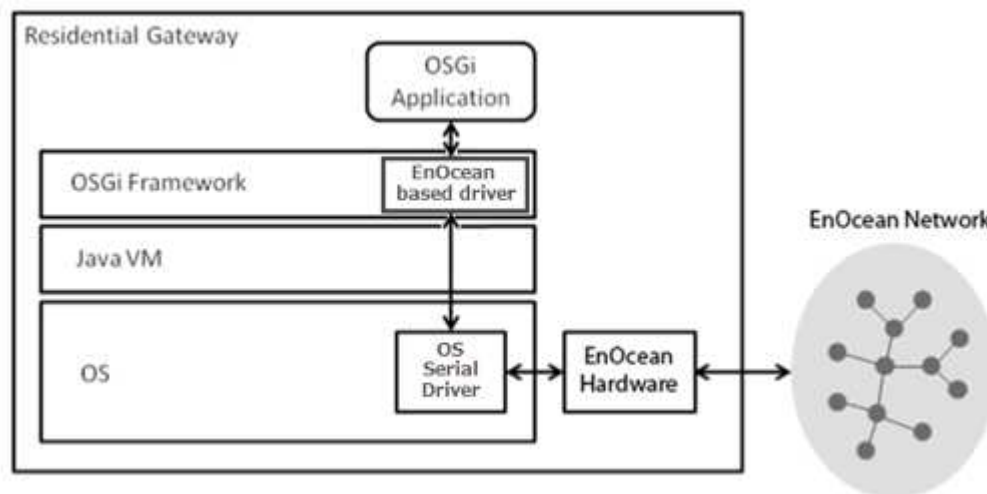 Residential Gateway
OSGi
Application
OSGi Framework
EnOcean
based driver
EnOcean Network
Java VM
OS
OS
Serial
Driver
EnOcean
Hardware